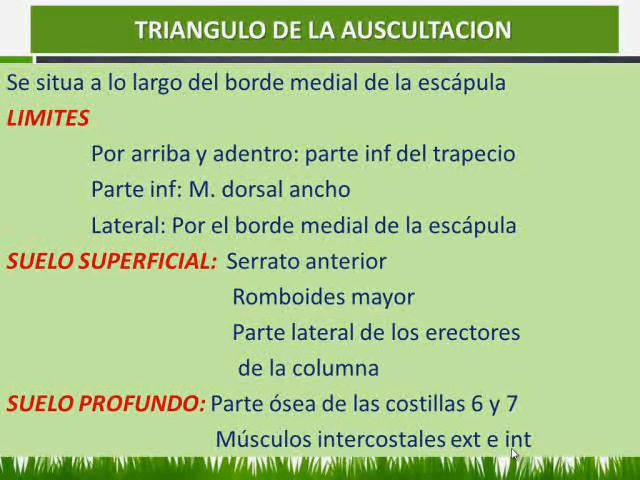 TRIANGULO DE LA AUSCULTACION
Se situa a lo largo del borde medial de la escápula
LIMITES
Por arriba y adentro: parte inf del trapecio
Parte inf: M. dorsal ancho
Lateral: Por el borde medial de la escápula
SUELO SUPERFICIAL: Serrato anterior
Romboides mayor
Parte lateral de los erectores
de la columna
SUELO PROFUNDO: Parte ósea de las costillas 6 y 7
Músculos intercostales ext e int